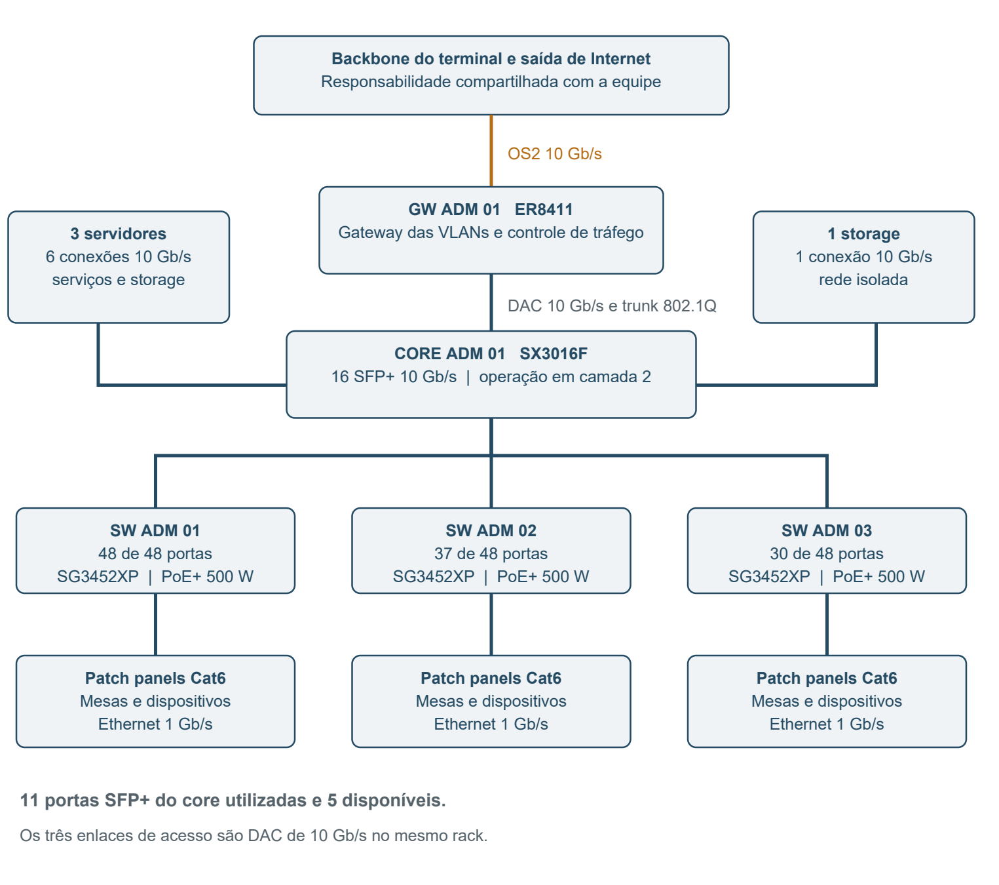 Backbone do terminal e saída de Internet
Responsabilidade compartilhada com a equipe
OS2 10 Gb/s
GW ADM 01 ER8411
Gateway das VLANs e controle de tráfego
3 servidores
6 conexões 10 Gb/s
serviços e storage
1 storage
1 conexão 10 Gb/s
rede isolada
DAC 10 Gb/s e trunk 802.1Q
CORE ADM 01 SX3016F
16 SFP+ 10 Gb/s | operação em camada 2
SW ADM 01
48 de 48 portas
SG3452XP | PoE+ 500 W
SW ADM 02
37 de 48 portas
SG3452XP | PoE+ 500 W
SW ADM 03
30 de 48 portas
SG3452XP | PoE+ 500 W
Patch panels Cat6
Mesas e dispositivos
Ethernet 1 Gb/s
Patch panels Cat6
Mesas e dispositivos
Ethernet 1 Gb/s
Patch panels Cat6
Mesas e dispositivos
Ethernet 1 Gb/s
11 portas SFP+ do core utilizadas e 5 disponíveis.
Os três enlaces de acesso são DAC de 10 Gb/s no mesmo rack.